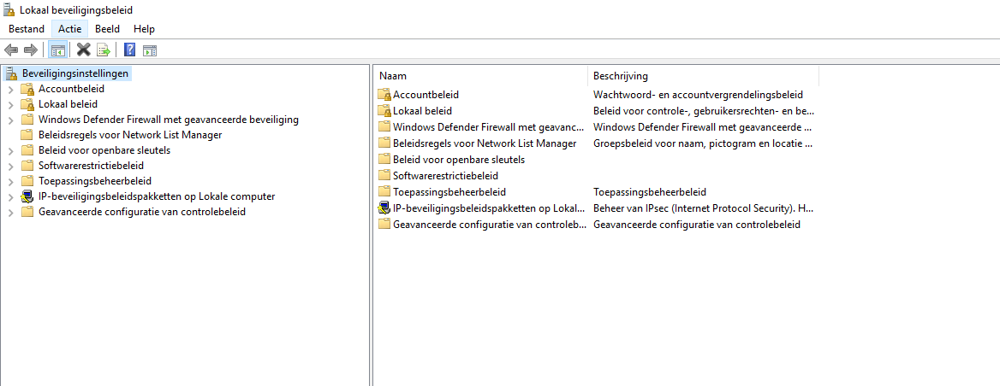 Lokaal beveiligingsbeleid
Bestand Actie Beeld Help
Beveiligingsinstellingen
Accountbeleid
Lokaal beleid
Windows Defender Firewall met geavanceerde beveiliging
Beleidsregels voor Network List Manager
Beleid voor openbare sleutels
Softwarerestrictiebeleid
Toepassingsbeheerbeleid
IP-beveiligingsbeleidspakketten op Lokale computer
Geavanceerde configuratie van controlebeleid
Naam Beschrijving
Accountbeleid Wachtwoord- en accountvergrendelingsbeleid
Lokaal beleid Beleid voor controle-, gebruikersrechten- en be...
Windows Defender Firewall met geavanc... Windows Defender Firewall met geavanceerde ...
Beleidsregels voor Network List Manager Groepsbeleid voor naam, pictogram en locatie ...
Beleid voor openbare sleutels
Softwarerestrictiebeleid
Toepassingsbeheerbeleid Toepassingsbeheerbeleid
IP-beveiligingsbeleidspakketten op Lokal... Beheer van IPsec (Internet Protocol Security). H...
Geavanceerde configuratie van controleb... Geavanceerde configuratie van controlebeleid